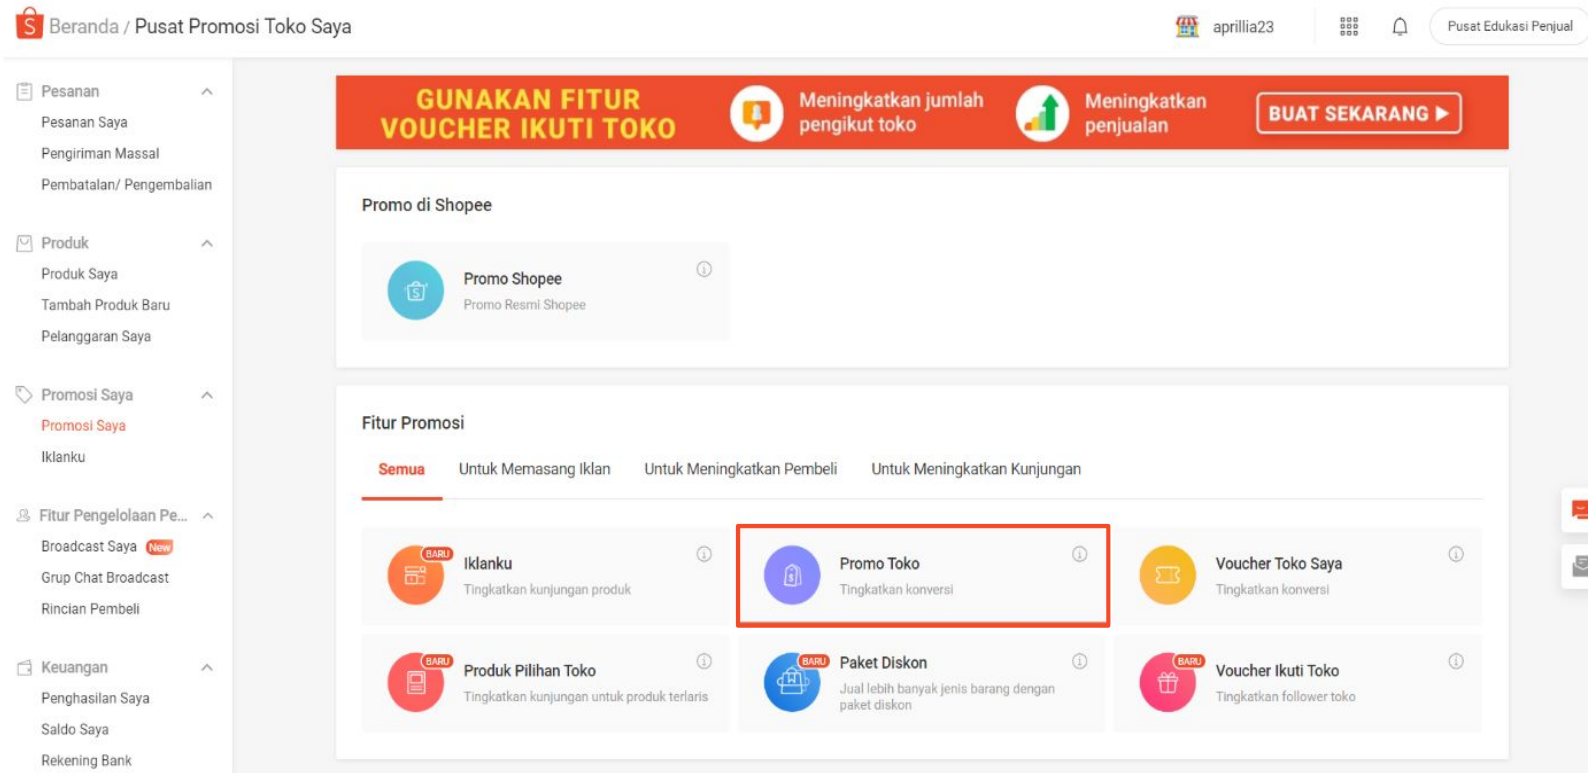 Beranda / Pusat Promosi Toko Saya
aprillia23
Pusat Edukasi Penjual
Pesanan
Pesanan Saya
Pengiriman Massal
Pembatalan/ Pengembalian
Produk
Produk Saya
Tambah Produk Baru
Pelanggaran Saya
Promosi Saya
Promosi Saya
Iklanku
Fitur Pengelolaan Pe...
Broadcast Saya New
Grup Chat Broadcast
Rincian Pembeli
Keuangan
Penghasilan Saya
Saldo Saya
Rekening Bank
GUNAKAN FITUR
VOUCHER IKUTI TOKO
Meningkatkan jumlah
pengikut toko
Meningkatkan
penjualan
BUAT SEKARANG
Promo di Shopee
Promo Shopee
Promo Resmi Shopee
Fitur Promosi
Semua
Untuk Memasang Iklan
Untuk Meningkatkan Pembeli
Untuk Meningkatkan Kunjungan
BARU
Iklanku
Tingkatkan kunjungan produk
Promo Toko
Tingkatkan konversi
Voucher Toko Saya
Tingkatkan konversi
BARU
Produk Pilihan Toko
Tingkatkan kunjungan untuk produk terlaris
BARU
Paket Diskon
Jual lebih banyak jenis barang dengan
paket diskon
BARU
Voucher Ikuti Toko
Tingkatkan follower toko